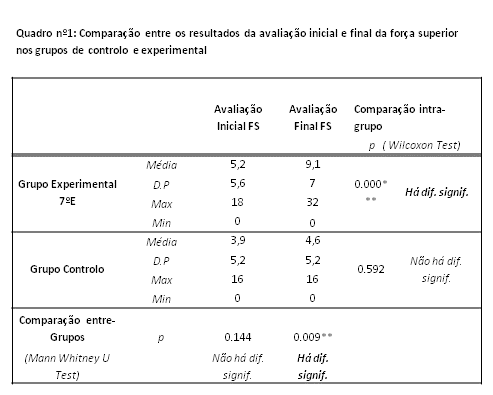 Quadro nº1: Comparação entre os resultados da avaliação inicial e final da força superior
nos grupos de controlo e experimental
Avaliação Inicial FS
Avaliação Final FS
Comparação intra-grupo
p (Wilcoxon Test)
Grupo Experimental 7ºE
Média 5,2 9,1
D.P 5,6 7
Max 18 32
Min 0 0
0.000***
Há dif. signif.
Grupo Controlo
Média 3,9 4,6
D.P 5,2 5,2
Max 16 16
Min 0 0
0.592
Não há dif. signif.
Comparação entre-Grupos
(Mann Whitney U Test)
p 0.144 0.009**
Não há dif. signif.
Há dif. signif.